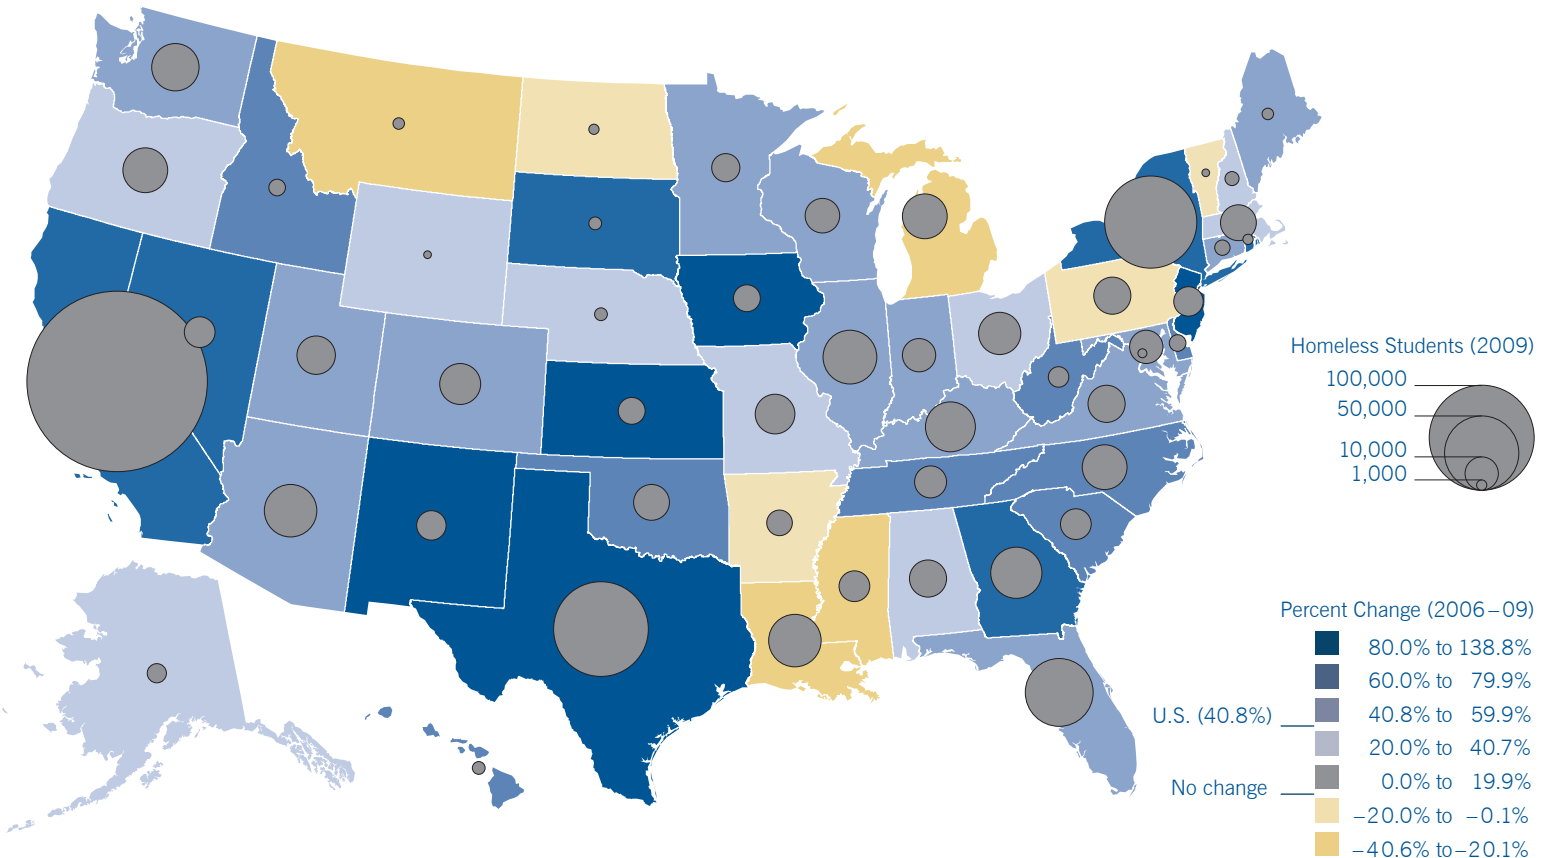 Homeless Students (2009)
100,000
50,000
10,000
1,000
Percent Change (2006–09)
80.0% to 138.8%
60.0% to 79.9%
U.S. (40.8%) 40.8% to 59.9%
20.0% to 40.7%
No change 0.0% to 19.9%
–20.0% to –0.1%
–40.6% to –20.1%